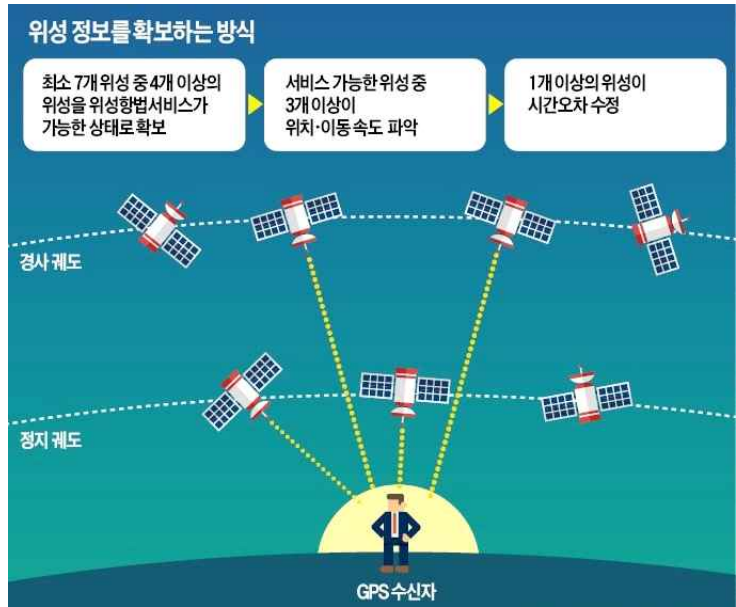 위성 정보를 확보하는 방식
최소 7개 위성 중 4개 이상의
위성을 위성항법서비스가
가능한 상태로 확보
서비스 가능한 위성 중
3개 이상이
위치·이동 속도 파악
1개 이상의 위성이
시간오차 수정
경사 궤도
정지 궤도
GPS 수신자